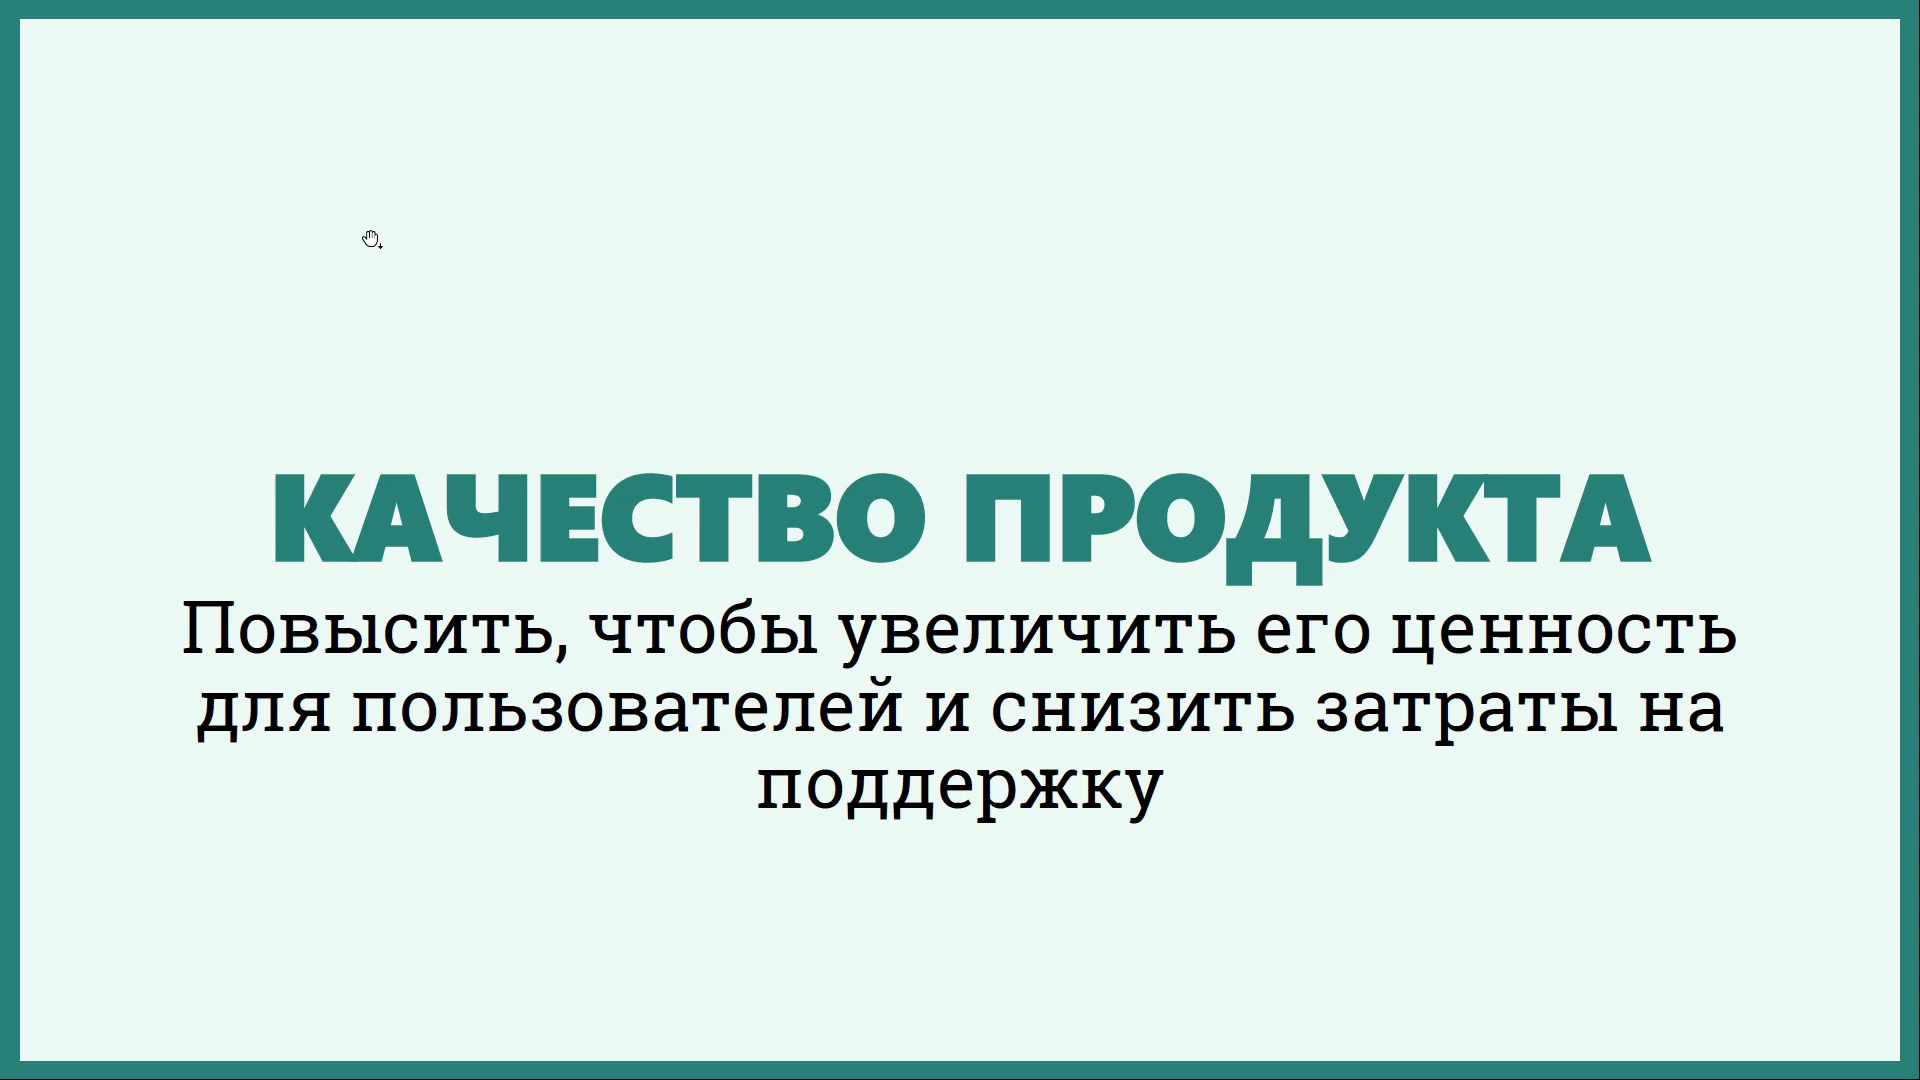 КАЧЕСТВО ПРОДУКТА
Повысить, чтобы увеличить его ценность
для пользователей и снизить затраты на
поддержку